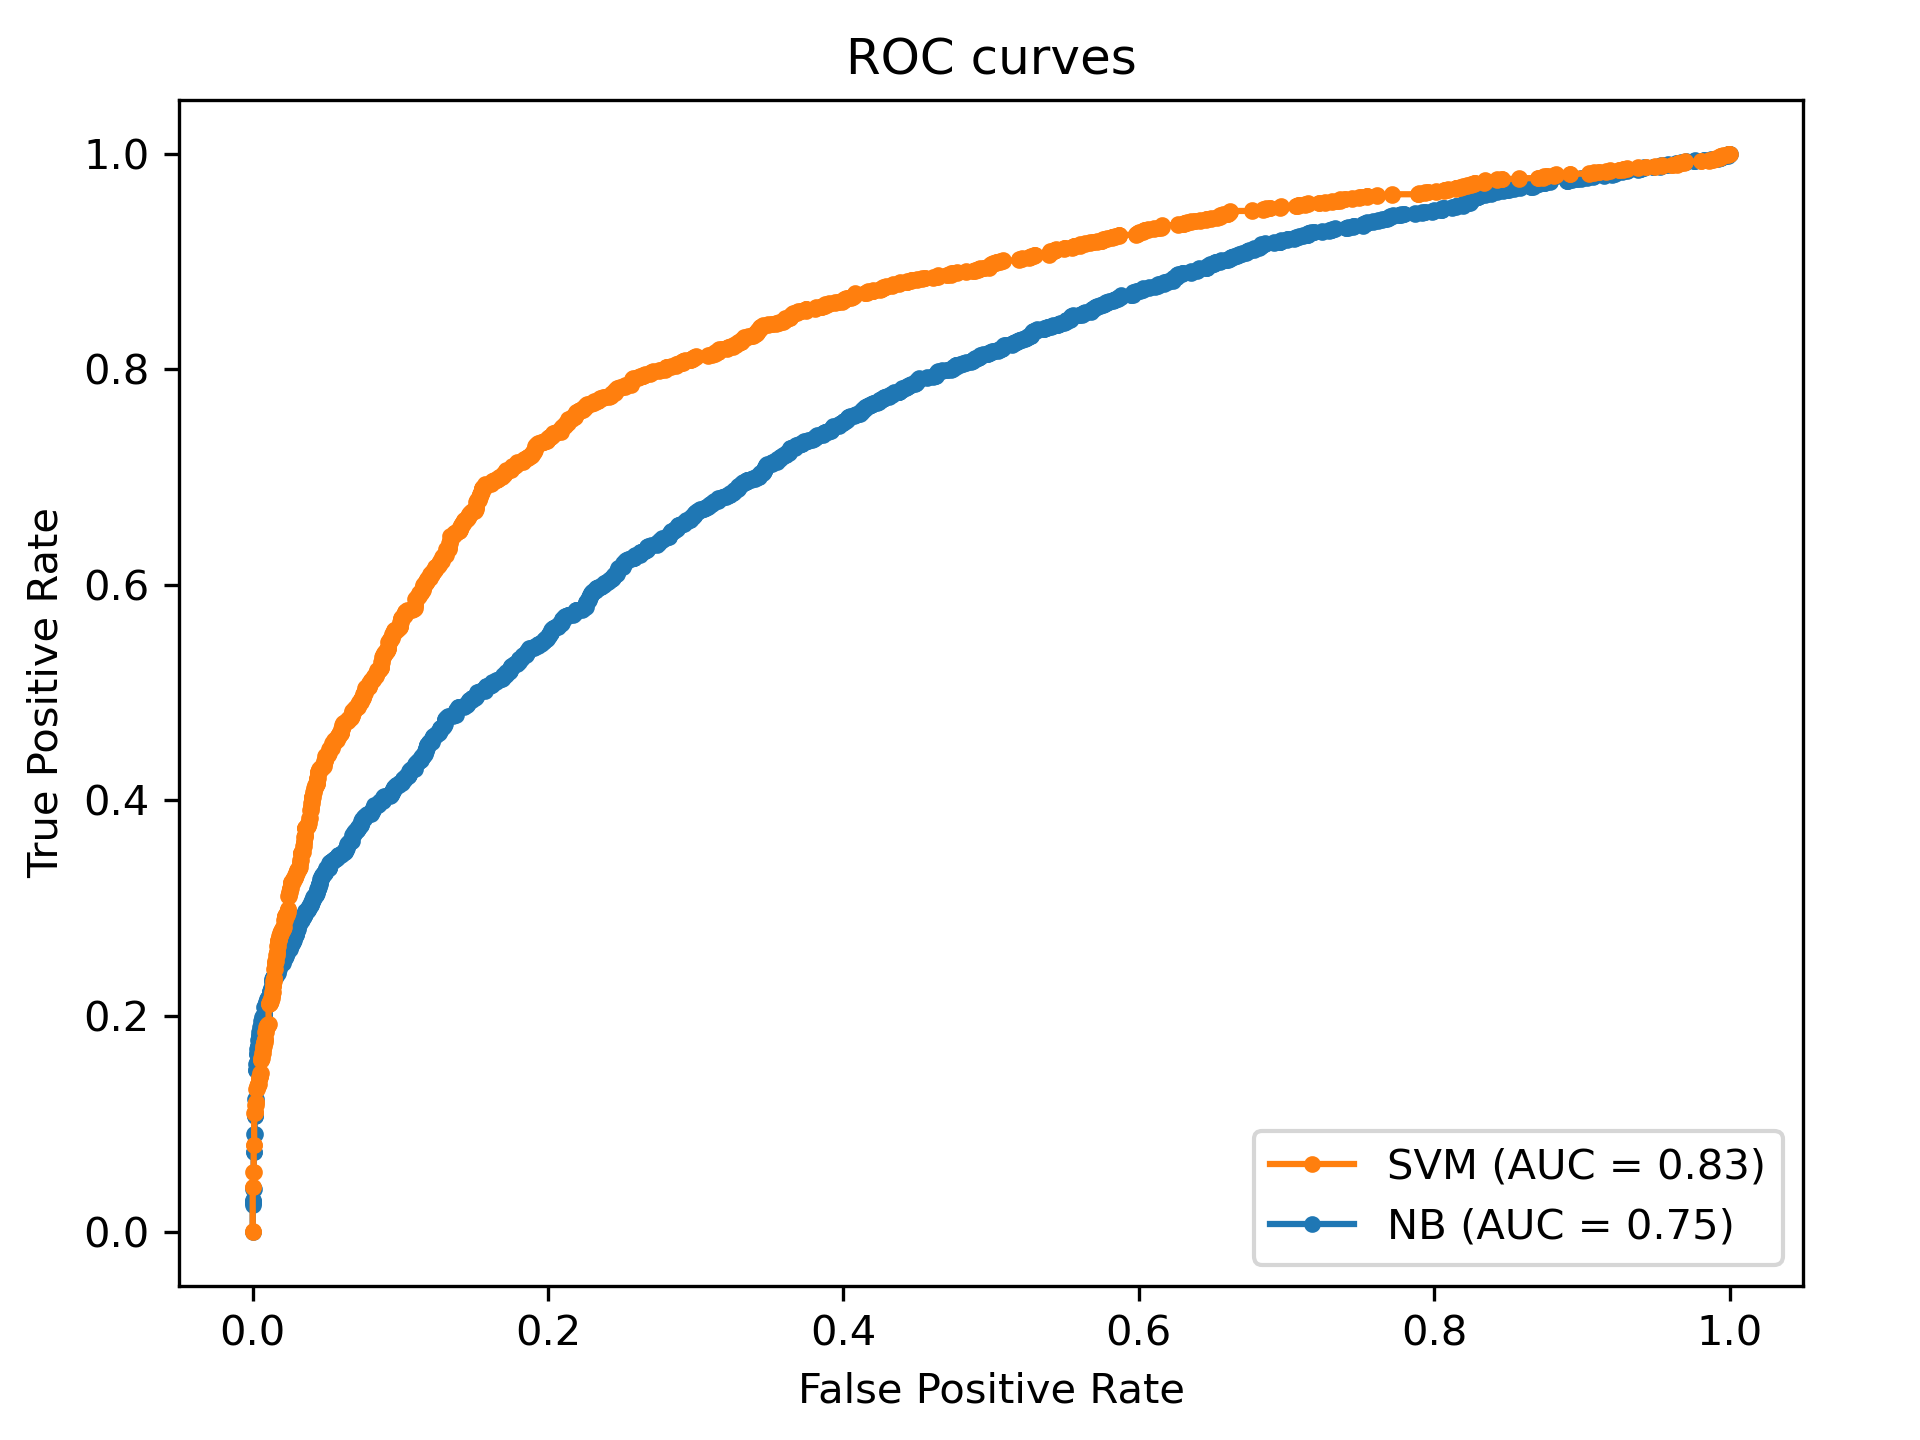 ROC curves
1.0
0.8
0.6
0.4
0.2
0.0
True Positive Rate
SVM (AUC = 0.83)
NB (AUC = 0.75)
0.0 0.2 0.4 0.6 0.8 1.0
False Positive Rate